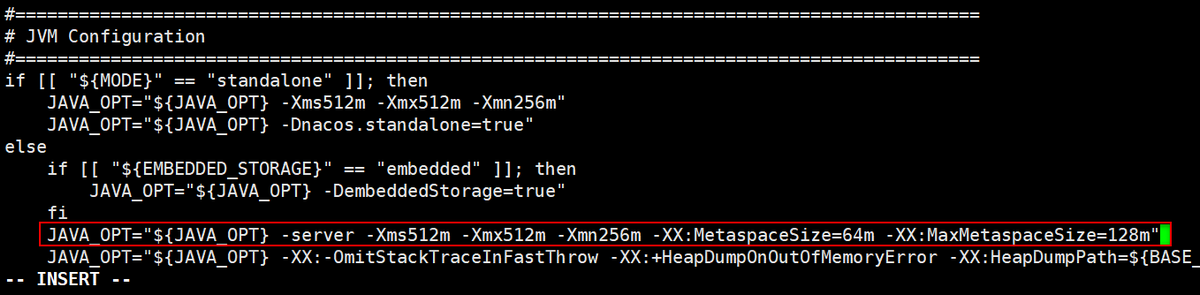 #===========================================================================================
# JVM Configuration
#===========================================================================================
if [[ "${MODE}" == "standalone" ]]; then
    JAVA_OPT="${JAVA_OPT} -Xms512m -Xmx512m -Xmn256m"
    JAVA_OPT="${JAVA_OPT} -Dnacos.standalone=true"
else
    if [[ "${EMBEDDED_STORAGE}" == "embedded" ]]; then
        JAVA_OPT="${JAVA_OPT} -DembeddedStorage=true"
    fi
    JAVA_OPT="${JAVA_OPT} -server -Xms512m -Xmx512m -Xmn256m -XX:MetaspaceSize=64m -XX:MaxMetaspaceSize=128m"
    JAVA_OPT="${JAVA_OPT} -XX:-OmitStackTraceInFastThrow -XX:+HeapDumpOnOutOfMemoryError -XX:HeapDumpPath=${BASE_
-- INSERT --